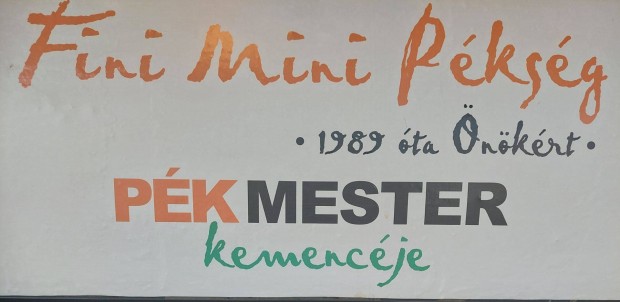 Fini Mini Pékség
• 1989 óta Önökért •
PÉKMESTER
kemencéje